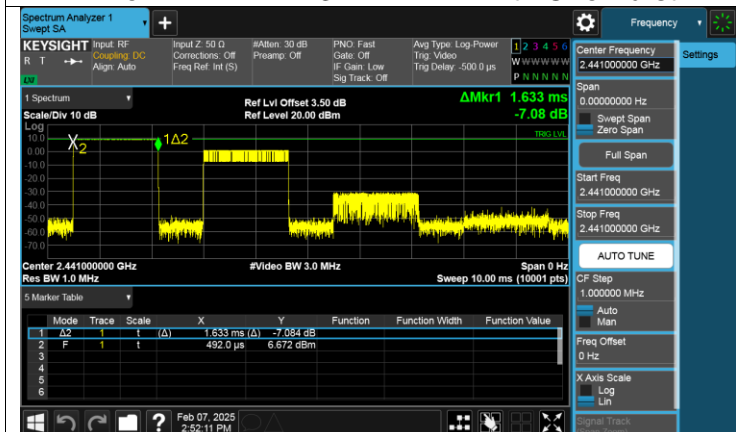 Spectrum Analyzer 1
Swept SA
Frequency
KEYSIGHT
R T
Input: RF
Coupling: DC
Align: Auto
Input Z: 50 Ω
Corrections: Off
Freq Ref: Int (S)
#Atten: 30 dB
Preamp: Off
PNO: Fast
Gate: Off
IF Gain: Low
Sig Track: Off
Avg Type: Log-Power
Trig: Video
Trig Delay: -500.0 µs
1 2 3 4 5 6
W W W W W W
P N N N N N
1 Spectrum
Scale/Div 10 dB
Ref Lvl Offset 3.50 dB
Ref Level 20.00 dBm
ΔMkr1 1.633 ms
-7.08 dB
Log
10.0
0.00
-10.0
-20.0
-30.0
-40.0
-50.0
-60.0
-70.0
X2
1Δ2
TRIG LVL
Center 2.441000000 GHz
Res BW 1.0 MHz
#Video BW 3.0 MHz
Span 0 Hz
Sweep 10.00 ms (10001 pts)
5 Marker Table
Mode Trace Scale X Y Function Function Width Function Value
1 Δ2 1 t (Δ) 1.633 ms (Δ) -7.084 dB
2 F 1 t 492.0 µs 6.672 dBm
3
4
5
6
Feb 07, 2025
2:52:11 PM
Settings
Center Frequency
2.441000000 GHz
Span
0.00000000 Hz
Swept Span
Zero Span
Full Span
Start Freq
2.441000000 GHz
Stop Freq
2.441000000 GHz
AUTO TUNE
CF Step
1.000000 MHz
Auto
Man
Freq Offset
0 Hz
X Axis Scale
Log
Lin
Signal Track